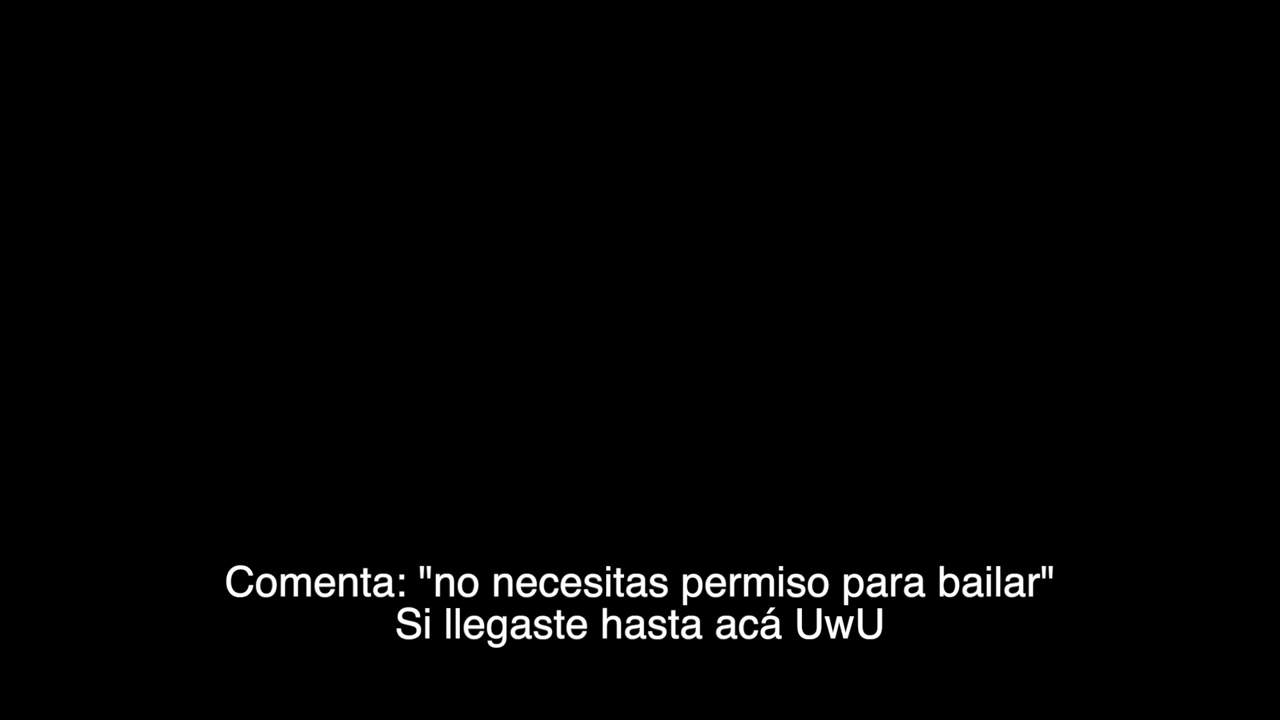 Comenta: "no necesitas permiso para bailar"
Si llegaste hasta acá UwU